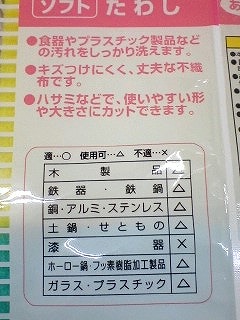 ソフト たわし
●食器やプラスチック製品など
の汚れをしっかり洗えます。
●キズつけにくく、丈夫な不織
布です。
●ハサミなどで、使いやすい形
や大きさにカットできます。
適…○ 使用可…△ 不適…×
木製品 △
鉄器・鉄鍋 △
鍋・アルミ・ステンレス △
土鍋・せともの △
漆器 ×
ホーロー鍋・フッ素樹脂加工製品 △
ガラス・プラスチック △